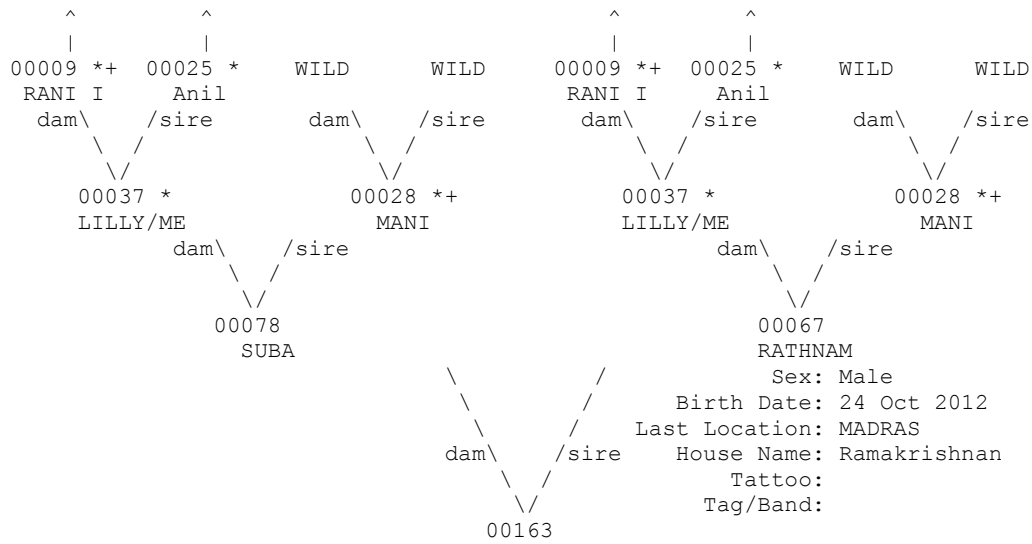 ^ ^ ^ ^
| | | |
00009 *+ 00025 * WILD WILD 00009 *+ 00025 * WILD WILD
RANI I Anil RANI I Anil
dam\ /sire dam\ /sire dam\ /sire dam\ /sire
\ / \ / \ / \ /
\/ \/ \/ \/
00037 * 00028 *+ 00037 * 00028 *+
LILLY/ME MANI LILLY/ME MANI
dam\ /sire dam\ /sire
\ / \ /
\/ \/
00078 00067
SUBA RATHNAM
\ / Sex: Male
\ / Birth Date: 24 Oct 2012
\ / Last Location: MADRAS
dam\ /sire House Name: Ramakrishnan
\ / Tattoo:
\/ Tag/Band:
00163